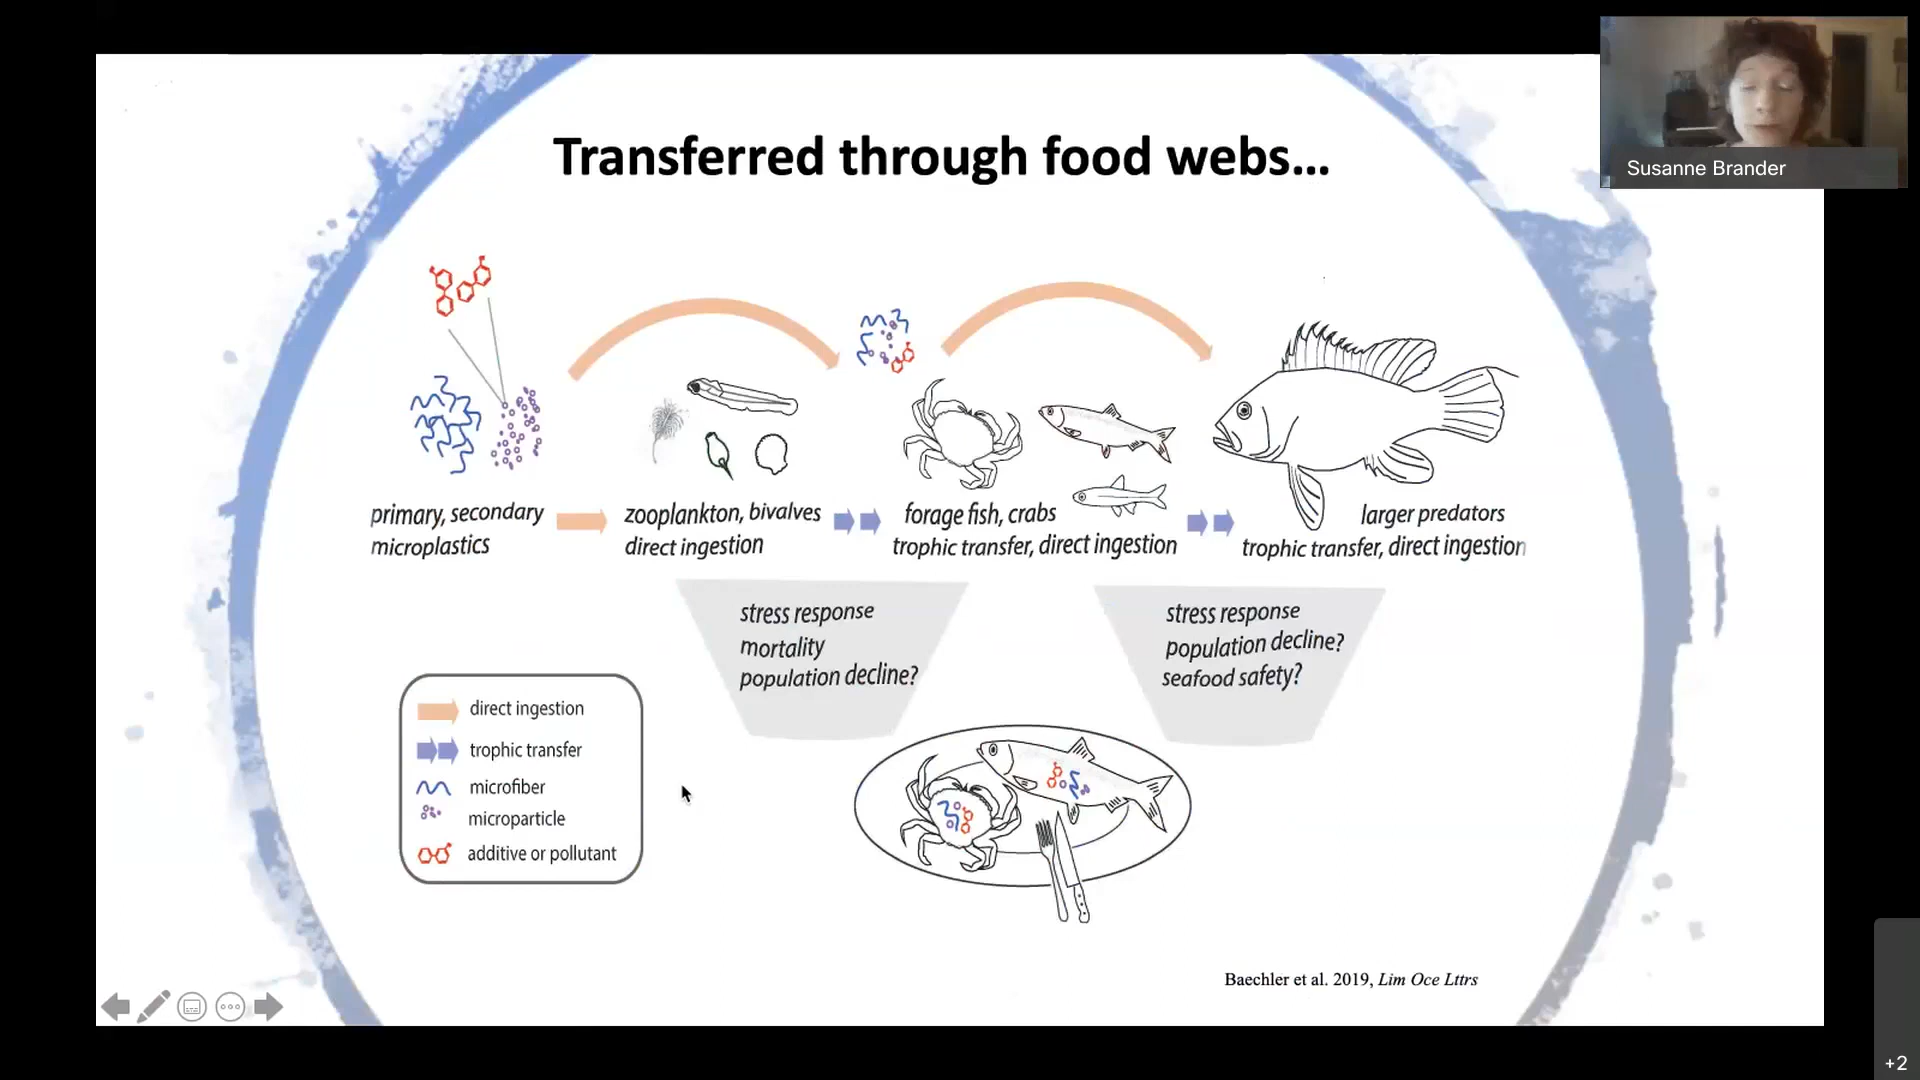 Transferred through food webs...
Susanne Brander
primary, secondary
microplastics
zooplankton, bivalves
direct ingestion
forage fish, crabs
trophic transfer, direct ingestion
larger predators
trophic transfer, direct ingestion
stress response
mortality
population decline?
stress response
population decline?
seafood safety?
direct ingestion
trophic transfer
microfiber
microparticle
additive or pollutant
Baechler et al. 2019, Lim Oce Lttrs
+2